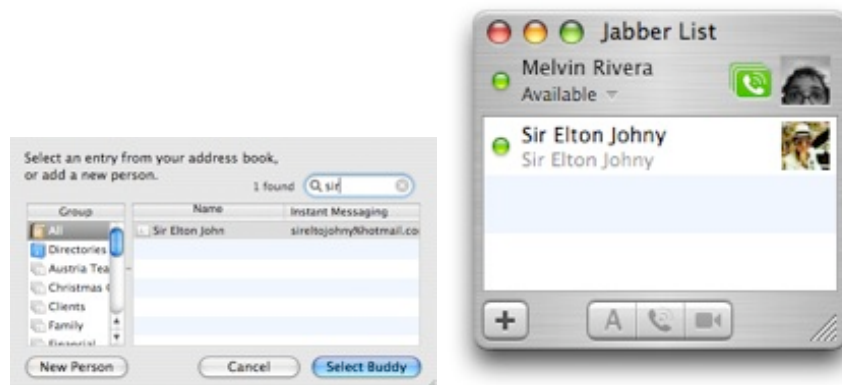 Select an entry from your address book,
or add a new person.
1 found
sir
Group
Name
Instant Messaging
All
Directories
Austria Tea
Christmas
Clients
Family
Financial
Sir Elton John
sireltojohny%hotmail.co
New Person
Cancel
Select Buddy
Jabber List
Melvin Rivera
Available
Sir Elton Johny
Sir Elton Johny
A